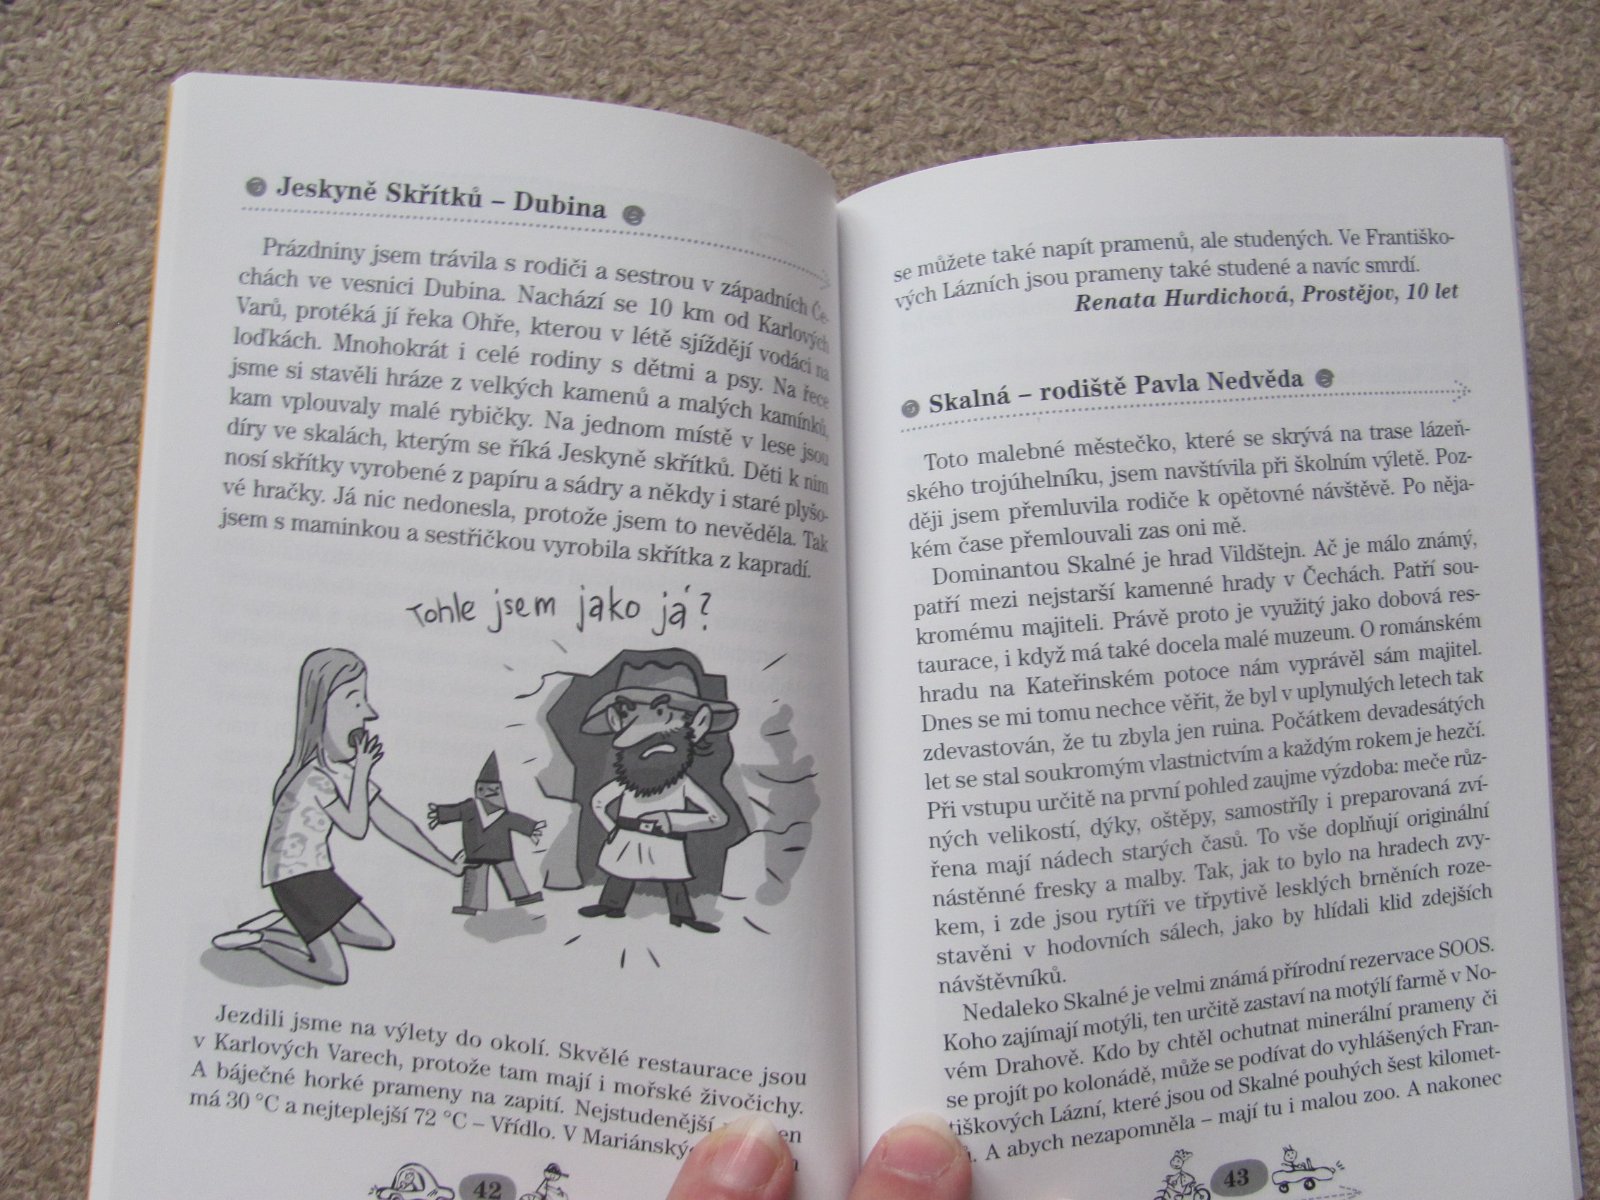 Jeskyně Skřítků – Dubina
Prázdniny jsem trávila s rodiči a sestrou v západních Če-
chách ve vesnici Dubina. Nachází se 10 km od Karlových
Varů, protéká jí řeka Ohře, kterou v létě sjíždějí vodáci na
loďkách. Mnohokrát i celé rodiny s dětmi a psy. Na řece
jsme si stavěli hráze z velkých kamenů a malých kamínků,
kam vplouvaly malé rybičky. Na jednom místě v lese jsou
díry ve skalách, kterým se říká Jeskyně skřítků. Děti k nim
nosí skřítky vyrobené z papíru a sádry a někdy i staré plyšo-
vé hračky. Já nic nedonesla, protože jsem to nevěděla. Tak
jsem s maminkou a sestřičkou vyrobila skřítka z kapradí.
Tohle jsem jako já?
Jezdili jsme na výlety do okolí. Skvělé restaurace jsou
v Karlových Varech, protože tam mají i mořské živočichy.
A báječné horké prameny na zapití. Nejstudenější
má 30 °C a nejteplejší 72 °C – Vřídlo. V
42
se můžete také napít pramenů, ale studených. Ve Františko-
vých Lázních jsou prameny také studené a navíc smrdí.
Renata Hurdichová, Prostějov, 10 let
Skalná – rodiště Pavla Nedvěda
Toto malebné městečko, které se skrývá na trase lázeň-
ského trojúhelníku, jsem navštívila při školním výletě. Poz-
ději jsem přemluvila rodiče k opětovné návštěvě. Po něja-
kém čase přemlouvali zas oni mě.
Dominantou Skalné je hrad Vildštejn. Ač je málo známý,
patří mezi nejstarší kamenné hrady v Čechách. Patří sou-
kromému majiteli. Právě proto je využitý jako dobová res-
taurace, i když má také docela malé muzeum. O románském
hradu na Kateřinském potoce nám vyprávěl sám majitel.
Dnes se mi tomu nechce věřit, že byl v uplynulých letech tak
zdevastován, že tu zbyla jen ruina. Počátkem devadesátých
let se stal soukromým vlastnictvím a každým rokem je hezčí.
Při vstupu určitě na první pohled zaujme výzdoba: meče růz-
ných velikostí, dýky, oštěpy, samostříly i preparovaná zví-
řena mají nádech starých časů. To vše doplňují originální
nástěnné fresky a malby. Tak, jak to bylo na hradech zvy-
kem, i zde jsou rytíři ve třpytivě lesklých brněních roze-
stavěni v hodovních sálech, jako by hlídali klid zdejších
návštěvníků.
Nedaleko Skalné je velmi známá přírodní rezervace SOOS.
Koho zajímají motýli, ten určitě zastaví na motýlí farmě v No-
vém Drahově. Kdo by chtěl ochutnat minerální prameny či
se projít po kolonádě, může se podívat do vyhlášených Fran-
tiškových Lázní, které jsou od Skalné pouhých šest kilomet-
A abych nezapomněla – mají tu i malou zoo. A nakonec
43